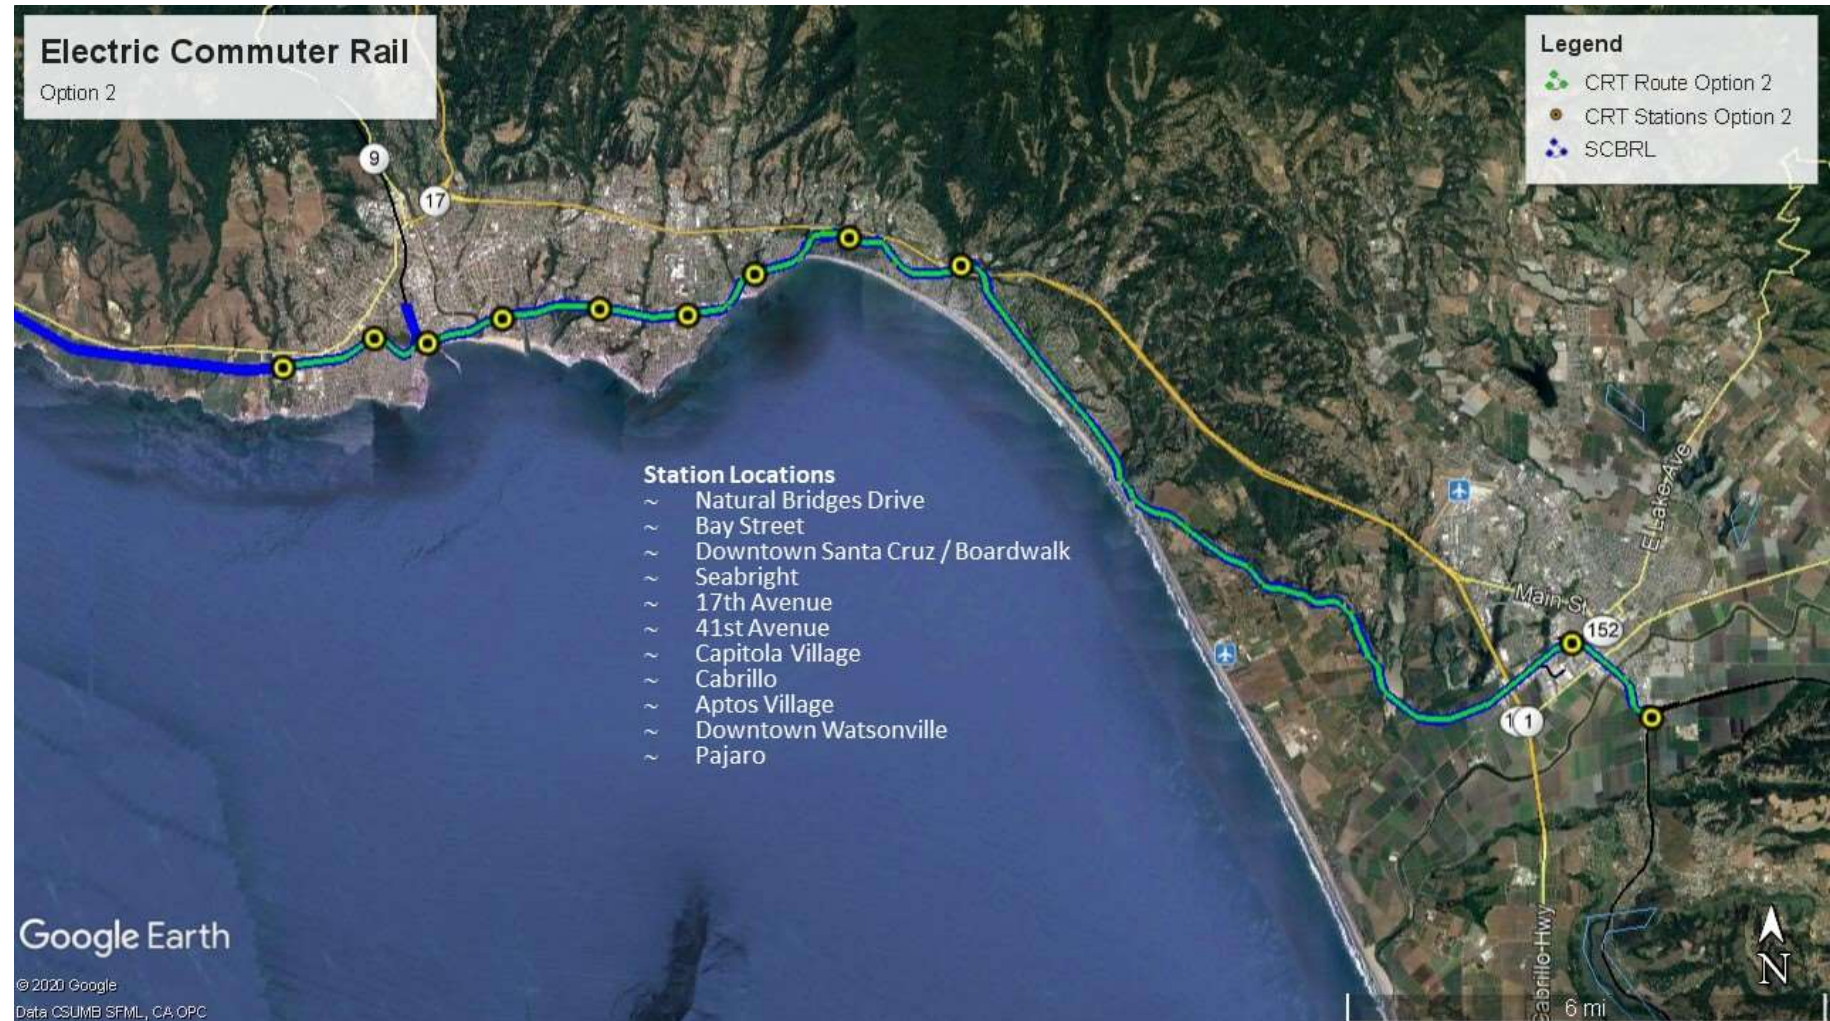 Electric Commuter Rail
Option 2
Legend
CRT Route Option 2
CRT Stations Option 2
SCBRL
9
17
Station Locations
~ Natural Bridges Drive
~ Bay Street
~ Downtown Santa Cruz / Boardwalk
~ Seabright
~ 17th Avenue
~ 41st Avenue
~ Capitola Village
~ Cabrillo
~ Aptos Village
~ Downtown Watsonville
~ Pajaro
E Lake Ave
Main St
152
1
1
Cabrillo Hwy
Google Earth
© 2020 Google
Data CSUMB SFML, CA OPC
N
6 mi